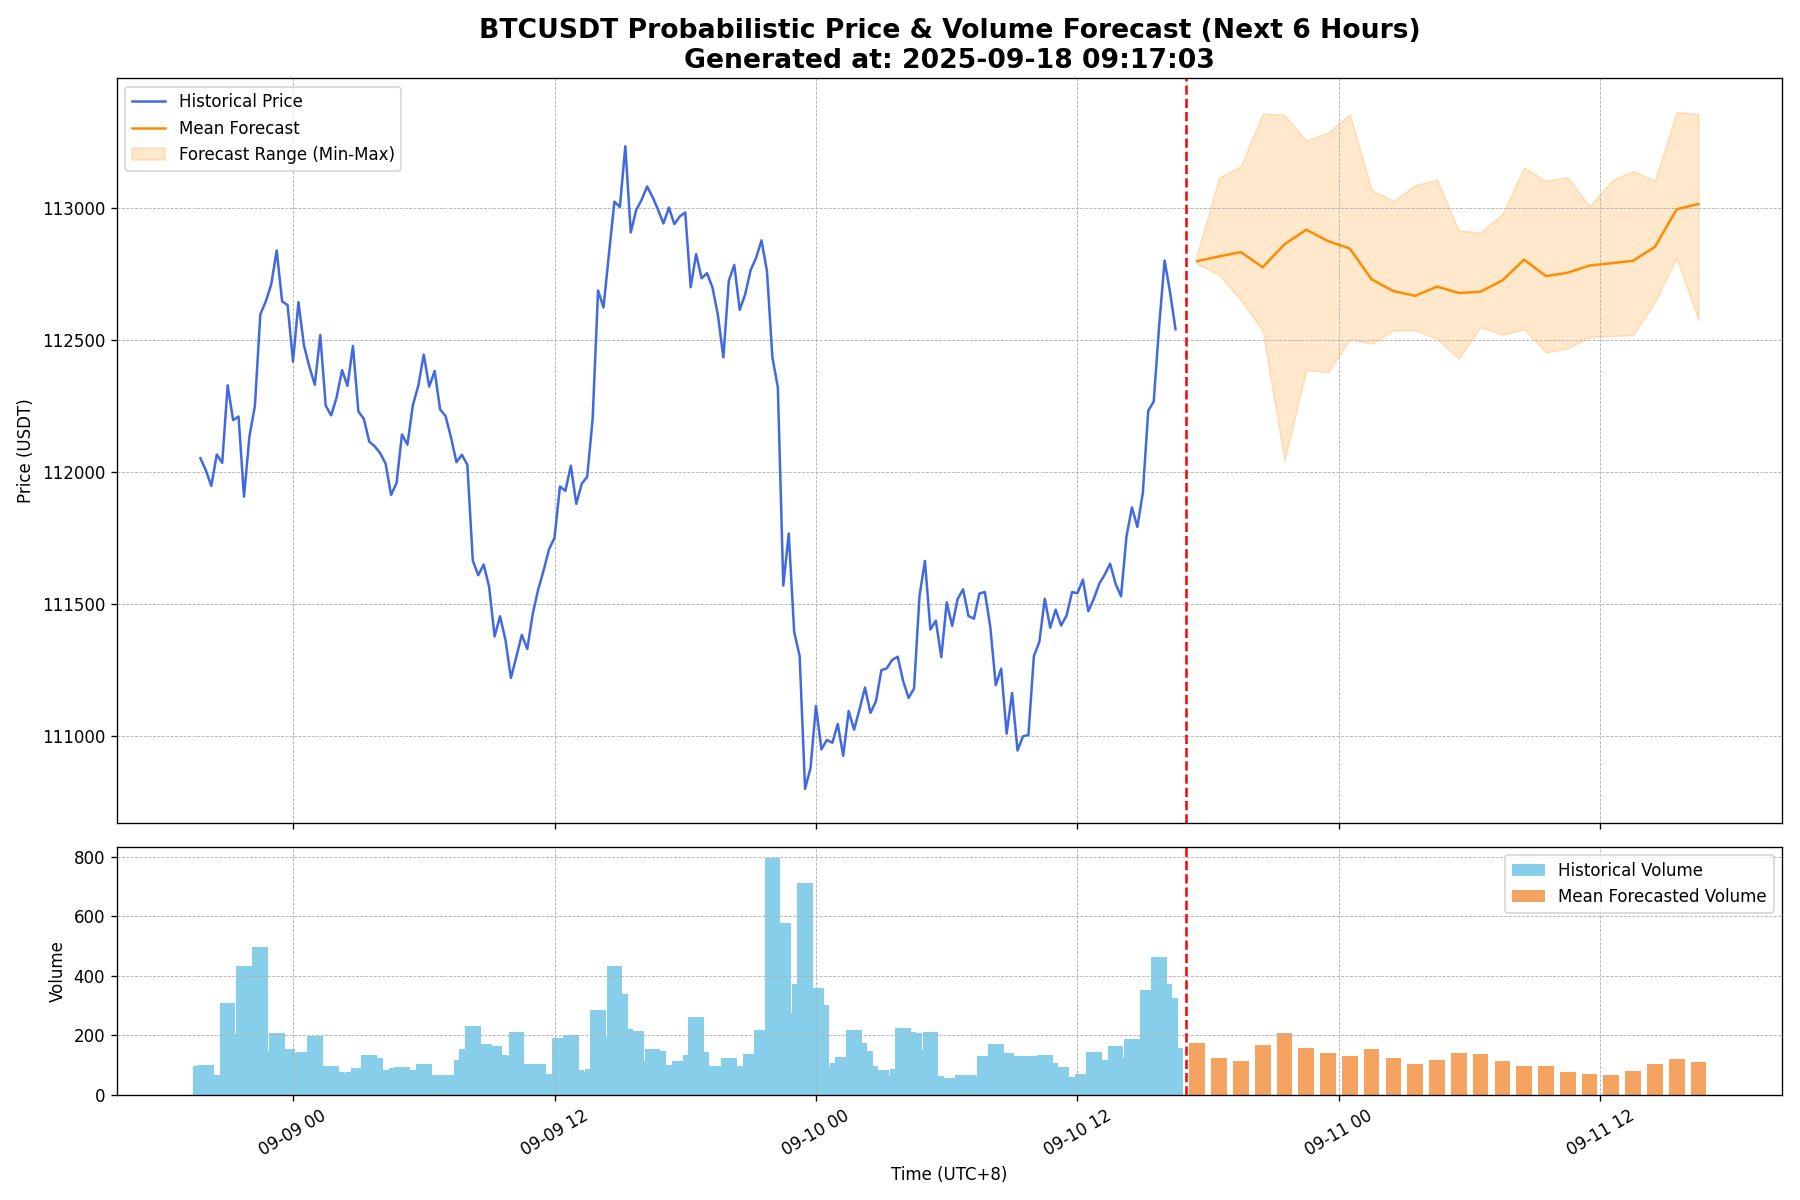 BTCUSDT Probabilistic Price & Volume Forecast (Next 6 Hours)
Generated at: 2025-09-18 09:17:03
Historical Price
Mean Forecast
Forecast Range (Min-Max)
Price (USDT)
113000
112500
112000
111500
111000
Historical Volume
Mean Forecasted Volume
Volume
800
600
400
200
0
09-09 00
09-09 12
09-10 00
09-10 12
09-11 00
09-11 12
Time (UTC+8)